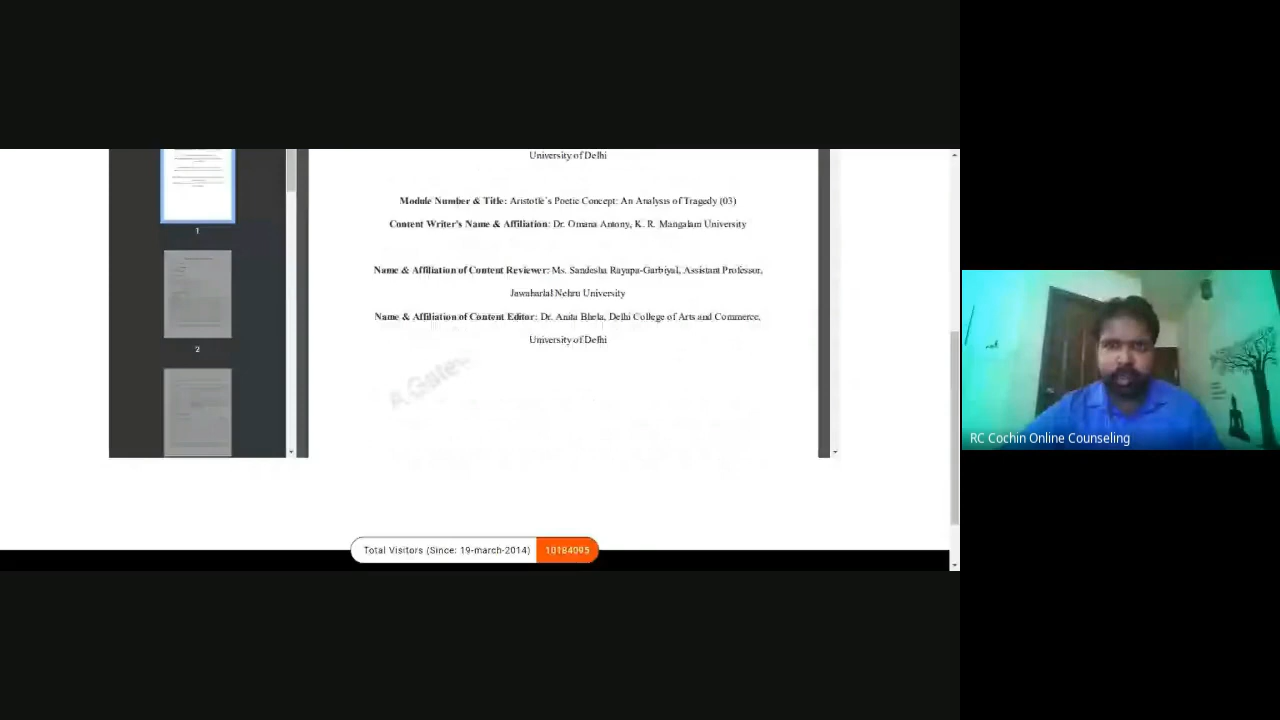 University of Delhi
Module Number & Title: Aristotle's Poetic Concept: An Analysis of Tragedy (03)
Content Writer's Name & Affiliation: Dr. Omana Antony, K. R. Mangalam University
Name & Affiliation of Content Reviewer: Ms. Sandesha Rayapa-Garbiyal, Assistant Professor,
Jawaharlal Nehru University
Name & Affiliation of Content Editor: Dr. Anita Bhela, Delhi College of Arts and Commerce,
University of Delhi
1
2
Total Visitors (Since: 19-march-2014) 10184095
RC Cochin Online Counseling